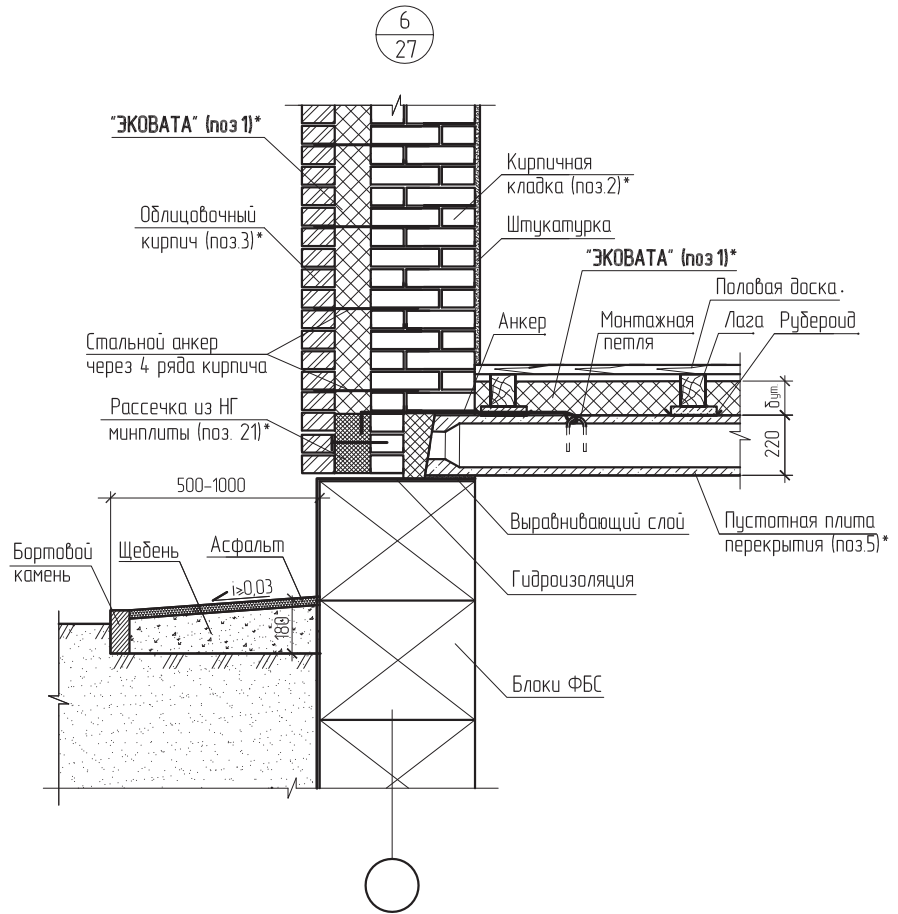 6
27
"ЭКОВАТА" (поз 1)*
Кирпичная
кладка (поз.2)*
Облицовочный
кирпич (поз.3)*
Штукатурка
"ЭКОВАТА" (поз 1)*
Половая доска.
Анкер
Монтажная
петля
Лага
Рубероид
Стальной анкер
через 4 ряда кирпича
Рассечка из НГ
минплиты (поз. 21)*
δут.
220
500-1000
Выравнивающий слой
Пустотная плита
перекрытия (поз.5)*
Бортовой
камень
Щебень
Асфальт
Гидроизоляция
i≥0,03
180
Блоки ФБС